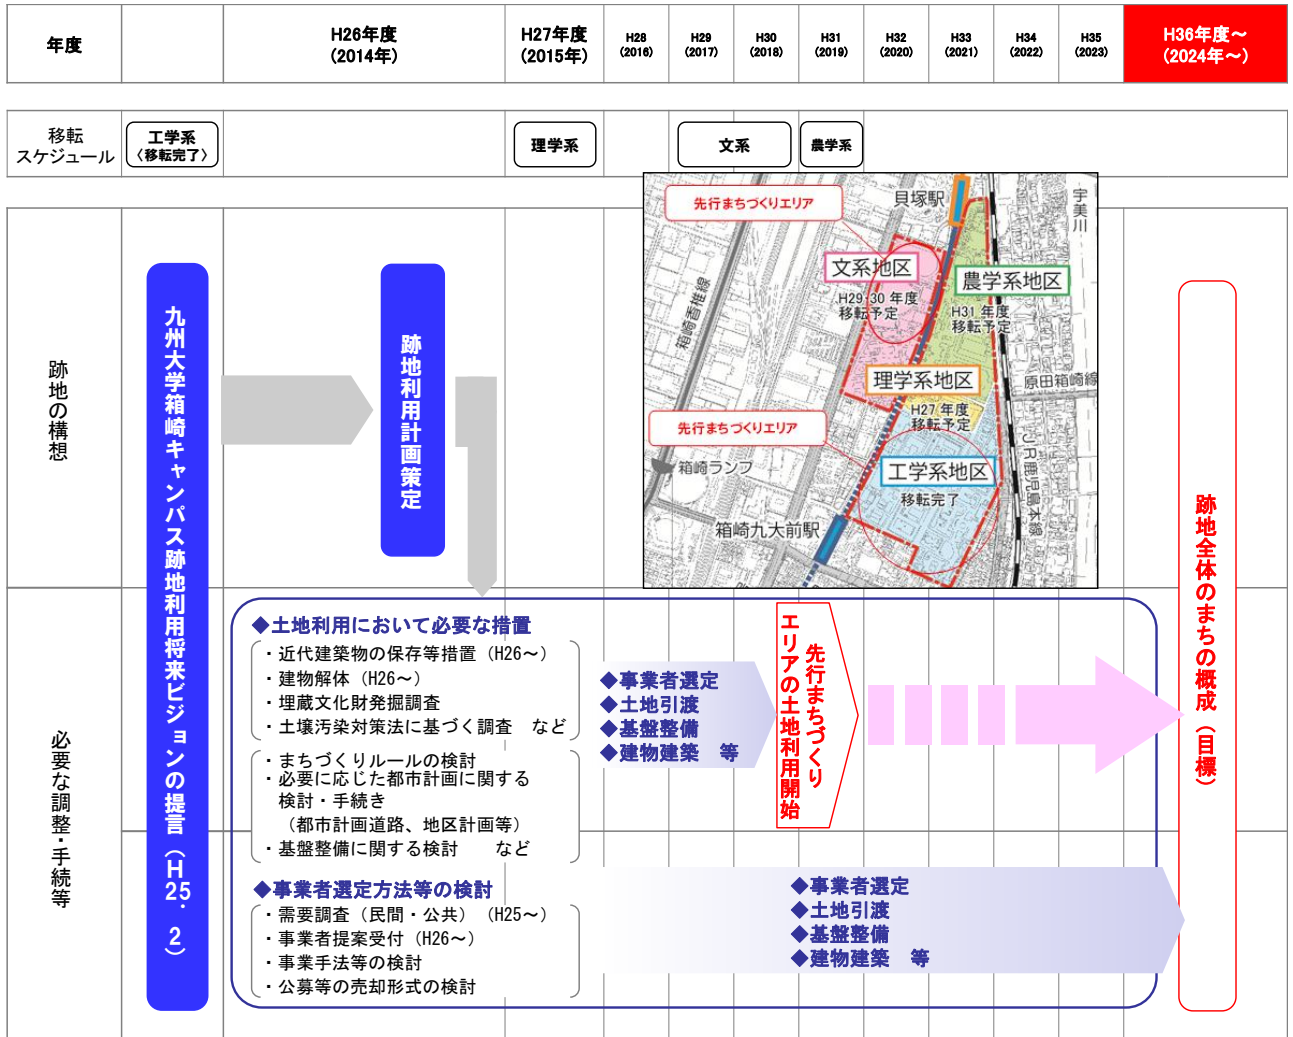 年度
H26年度
(2014年)
H27年度
(2015年)
H28
(2016)
H29
(2017)
H30
(2018)
H31
(2019)
H32
(2020)
H33
(2021)
H34
(2022)
H35
(2023)
H36年度～
(2024年～)
移転
スケジュール
工学系
〈移転完了〉
理学系
文系
農学系
跡地の構想
九州大学箱崎キャンパス跡地利用将来ビジョンの提言（H25.2）
跡地利用計画策定
先行まちづくりエリア
貝塚駅
宇美川
文系地区
H29·30 年度
移転予定
農学系地区
H31 年度
移転予定
箱崎香椎線
理学系地区
H27 年度
移転予定
原田箱崎線
先行まちづくりエリア
箱崎ランプ
工学系地区
移転完了
JR鹿児島本線
箱崎九大前駅
跡地全体のまちの概成（目標）
必要な調整・手続等
◆土地利用において必要な措置
・近代建築物の保存等措置（H26～）
・建物解体（H26～）
・埋蔵文化財発掘調査
・土壌汚染対策法に基づく調査　など
・まちづくりルールの検討
・必要に応じた都市計画に関する
検討・手続き
（都市計画道路、地区計画等）
・基盤整備に関する検討　　など
◆事業者選定
◆土地引渡
◆基盤整備
◆建物建築　等
先行まちづくり
エリアの土地利用開始
◆事業者選定方法等の検討
・需要調査（民間・公共）（H25～）
・事業者提案受付（H26～）
・事業手法等の検討
・公募等の売却形式の検討
◆事業者選定
◆土地引渡
◆基盤整備
◆建物建築　等